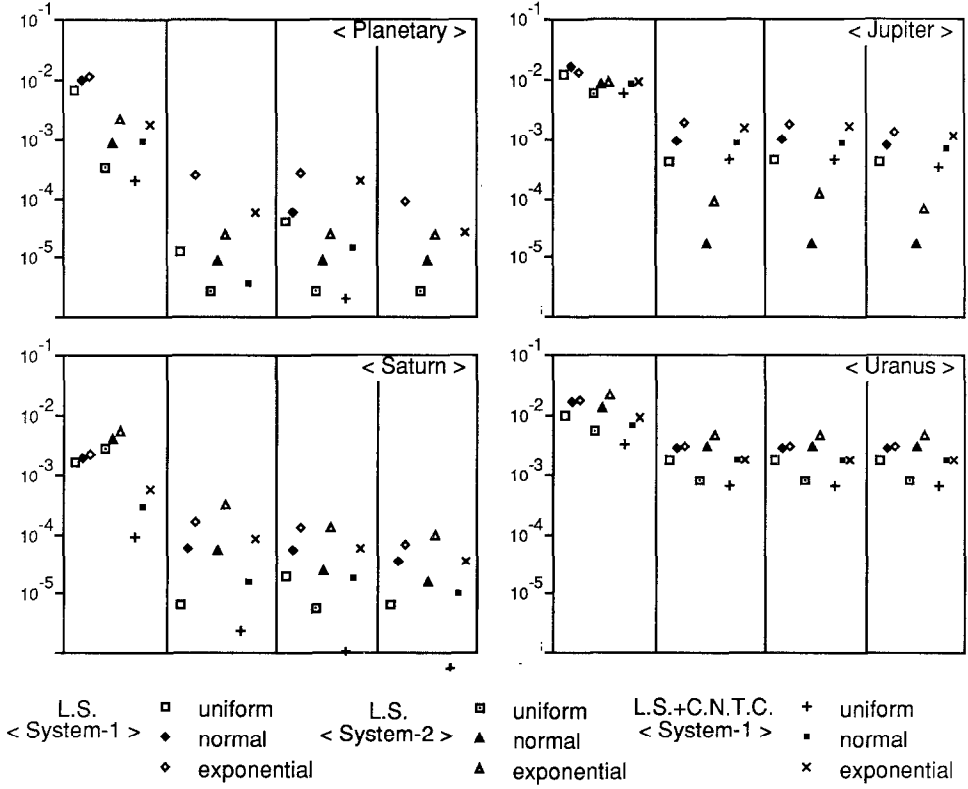 < Planetary >
10-1
10-2
10-3
10-4
10-5
< Jupiter >
10-1
10-2
10-3
10-4
10-5
< Saturn >
10-1
10-2
10-3
10-4
10-5
< Uranus >
10-1
10-2
10-3
10-4
10-5
L.S.
< System-1 >
uniform
normal
exponential
L.S.
< System-2 >
uniform
normal
exponential
L.S.+C.N.T.C.
< System-1 >
uniform
normal
exponential